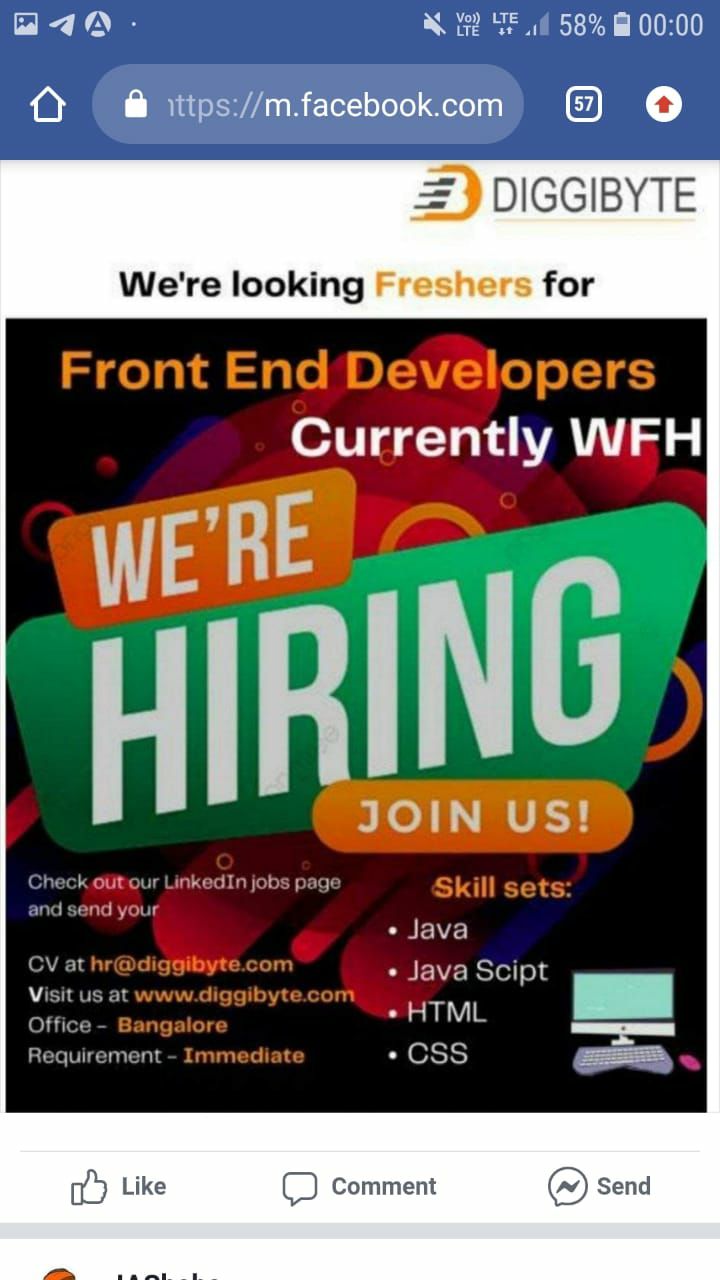 Vo)) LTE LTE 58% 00:00
ttps://m.facebook.com 57
DIGGIBYTE
We're looking Freshers for
Front End Developers
Currently WFH
WE'RE
HIRING
JOIN US!
Check out our LinkedIn jobs page
and send your
CV at hr@diggibyte.com
Visit us at www.diggibyte.com
Office - Bangalore
Requirement - Immediate
Skill sets:
• Java
• Java Scipt
• HTML
• CSS
Like Comment Send